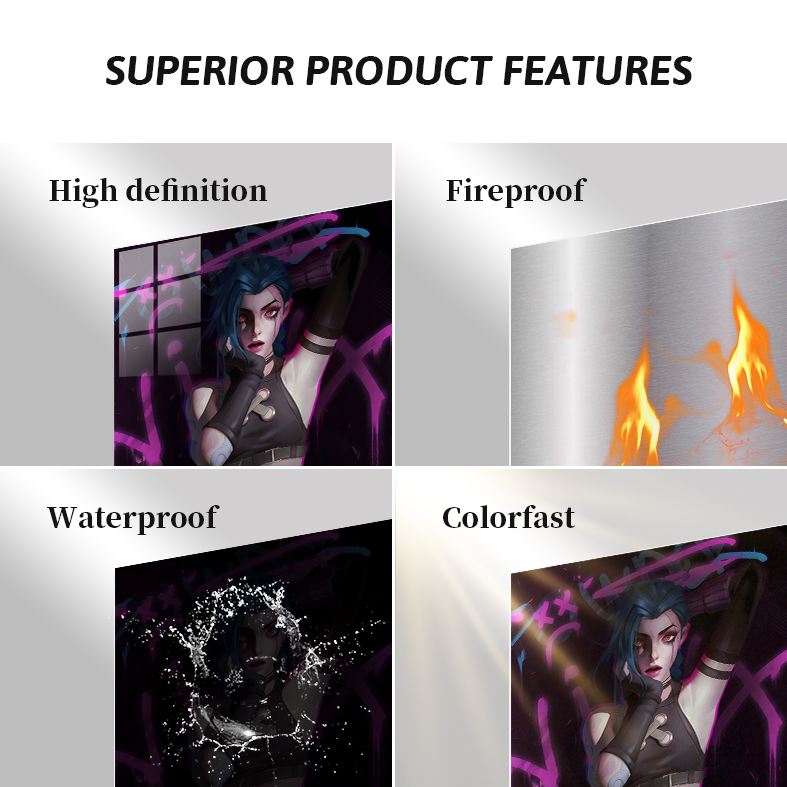 SUPERIOR PRODUCT FEATURES
High definition
Fireproof
Waterproof
Colorfast